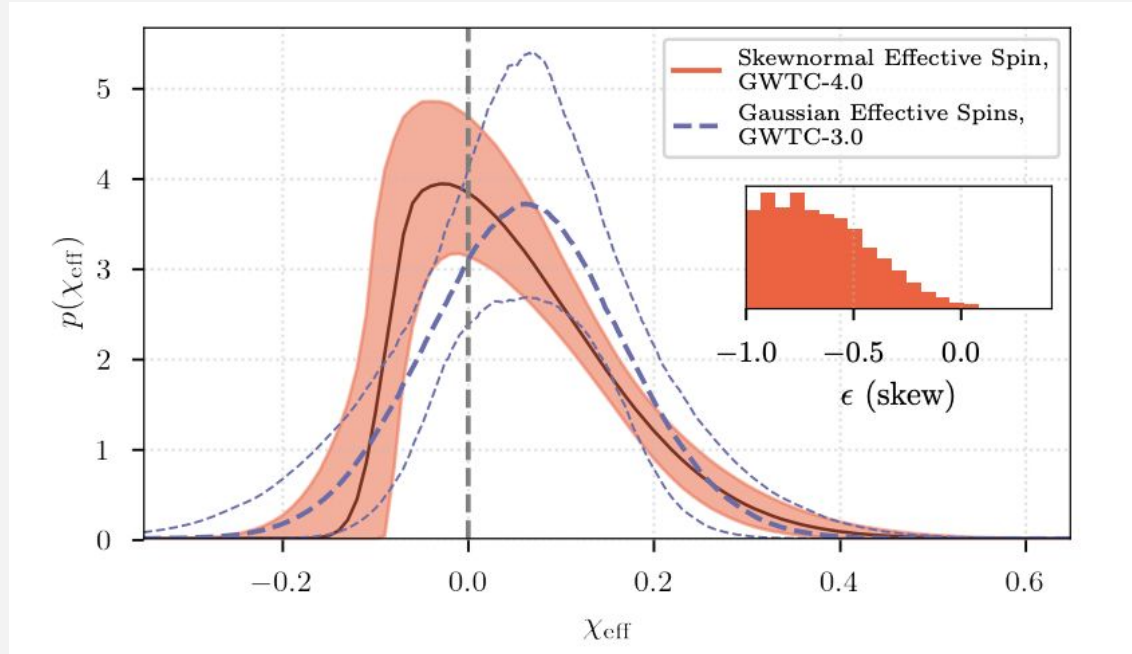 Skewnormal Effective Spin,
GWTC-4.0
Gaussian Effective Spins,
GWTC-3.0
5
4
3
2
1
0
p(χeff)
−1.0 −0.5 0.0
ϵ (skew)
−0.2 0.0 0.2 0.4 0.6
χeff